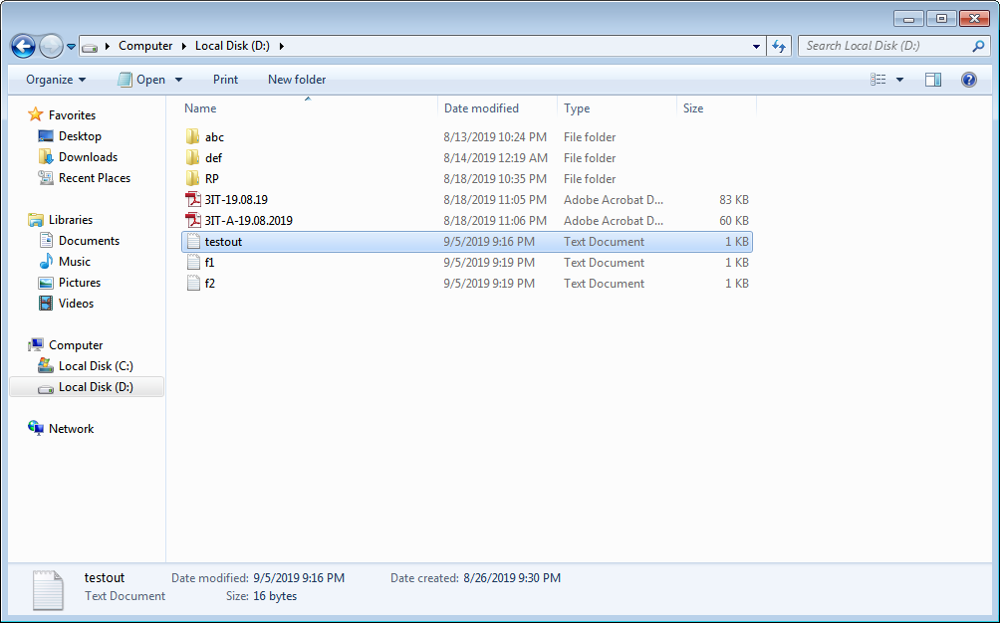 Computer Local Disk (D:) Search Local Disk (D:)
Organize Open Print New folder
Name Date modified Type Size
Favorites
Desktop
Downloads
Recent Places
Libraries
Documents
Music
Pictures
Videos
Computer
Local Disk (C:)
Local Disk (D:)
Network
abc 8/13/2019 10:24 PM File folder
def 8/14/2019 12:19 AM File folder
RP 8/18/2019 10:35 PM File folder
3IT-19.08.19 8/18/2019 11:05 PM Adobe Acrobat D... 83 KB
3IT-A-19.08.2019 8/18/2019 11:06 PM Adobe Acrobat D... 60 KB
testout 9/5/2019 9:16 PM Text Document 1 KB
f1 9/5/2019 9:19 PM Text Document 1 KB
f2 9/5/2019 9:19 PM Text Document 1 KB
testout Date modified: 9/5/2019 9:16 PM Date created: 8/26/2019 9:30 PM
Text Document Size: 16 bytes